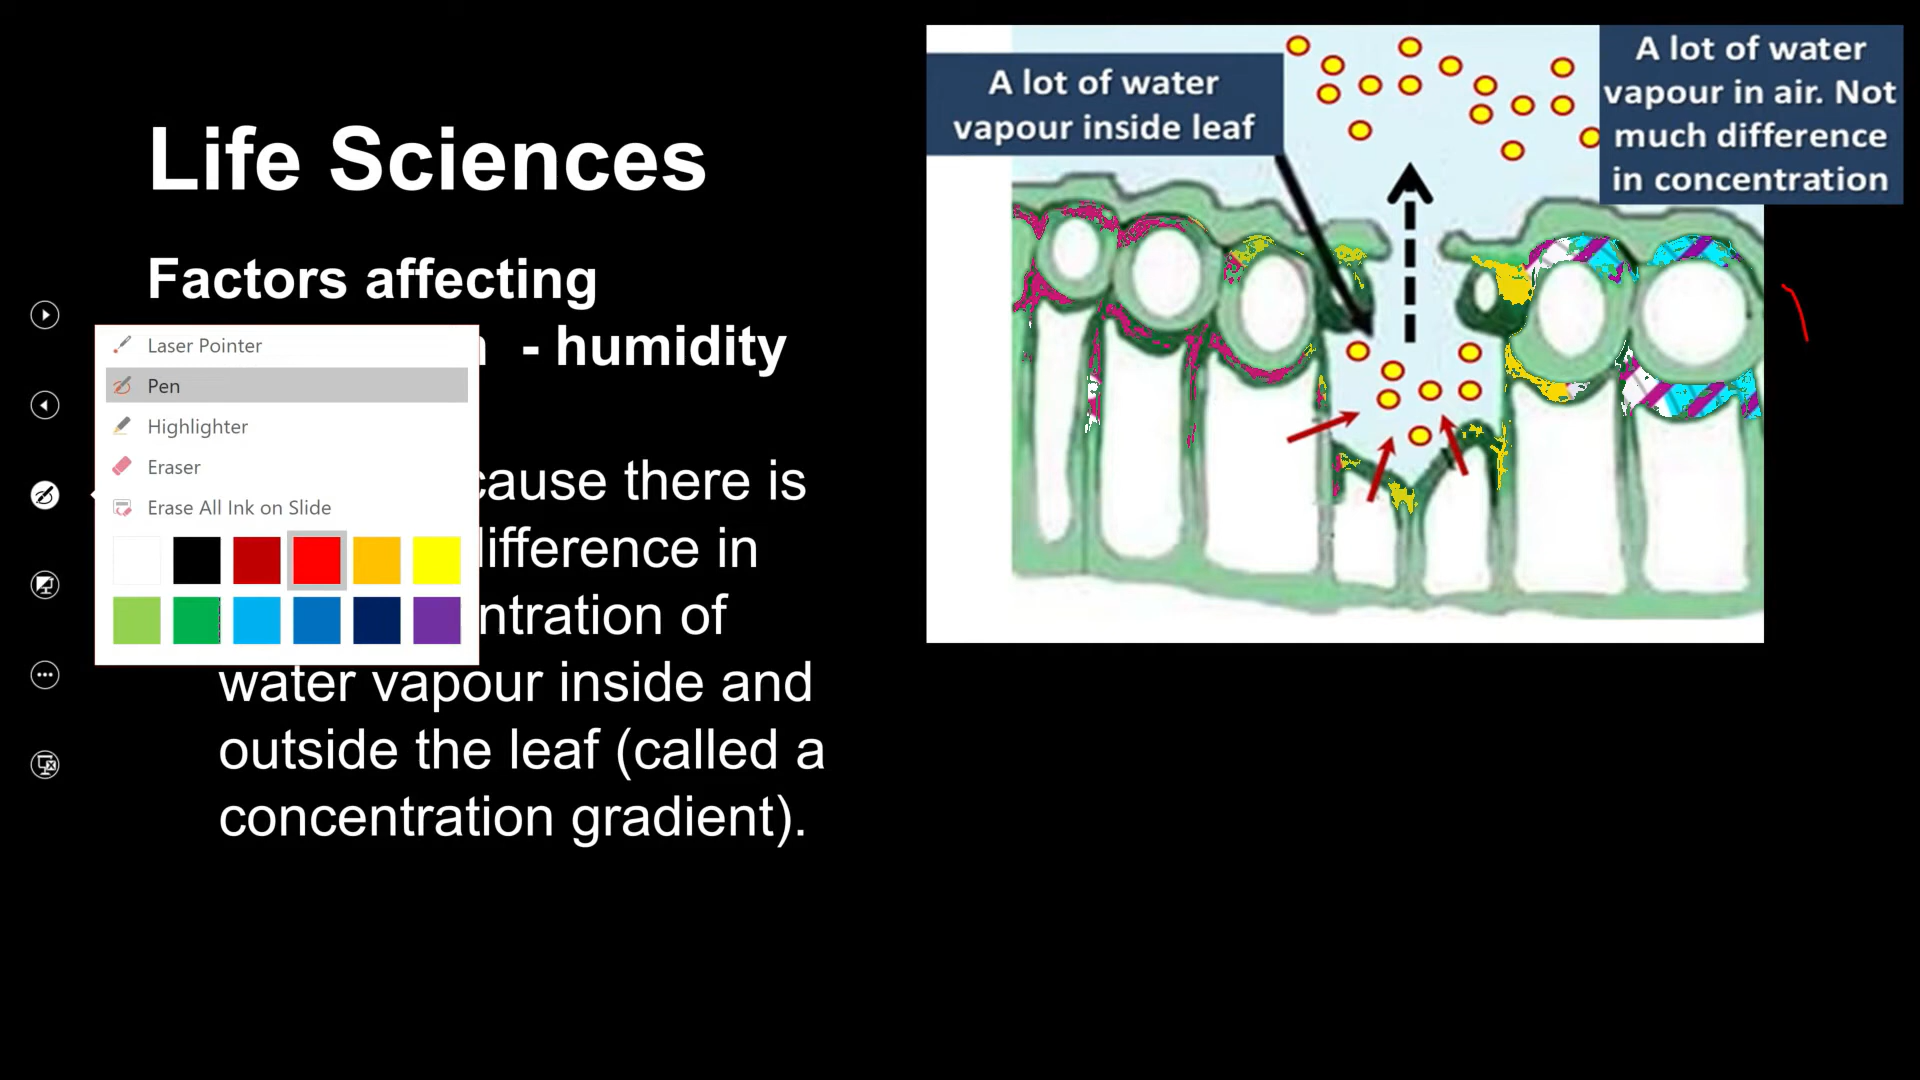 Life Sciences
Factors affecting
- humidity
cause there is
ifference in
ntration of
water vapour inside and
outside the leaf (called a
concentration gradient).
Laser Pointer
Pen
Highlighter
Eraser
Erase All Ink on Slide
A lot of water
vapour inside leaf
A lot of water
vapour in air. Not
much difference
in concentration